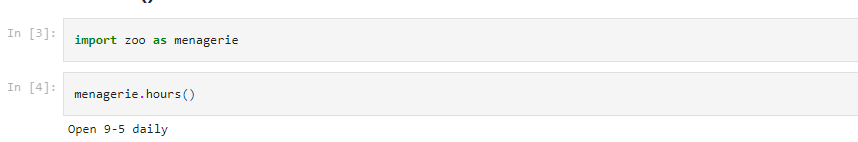 ()
In [3]:
import zoo as menagerie
In [4]:
menagerie.hours()
Open 9-5 daily